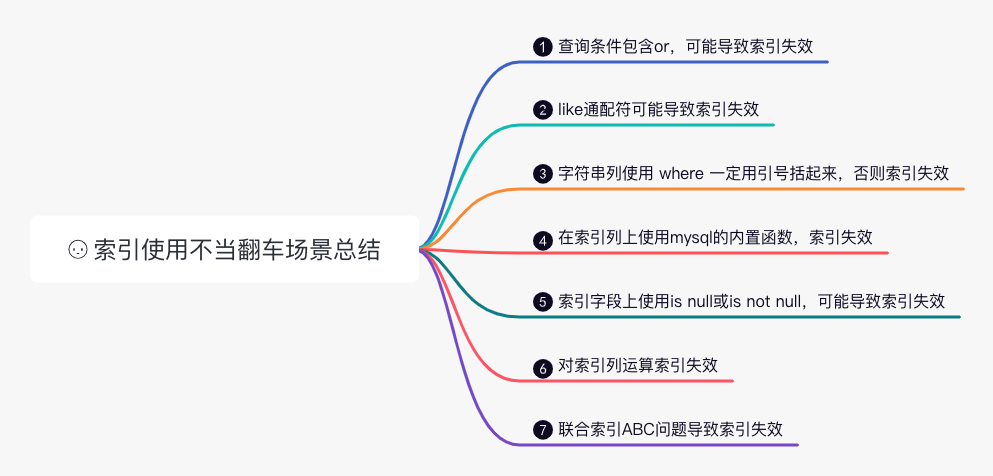 索引使用不当翻车场景总结
1 查询条件包含or，可能导致索引失效
2 like通配符可能导致索引失效
3 字符串列使用 where 一定用引号括起来，否则索引失效
4 在索引列上使用mysql的内置函数，索引失效
5 索引字段上使用is null或is not null，可能导致索引失效
6 对索引列运算索引失效
7 联合索引ABC问题导致索引失效